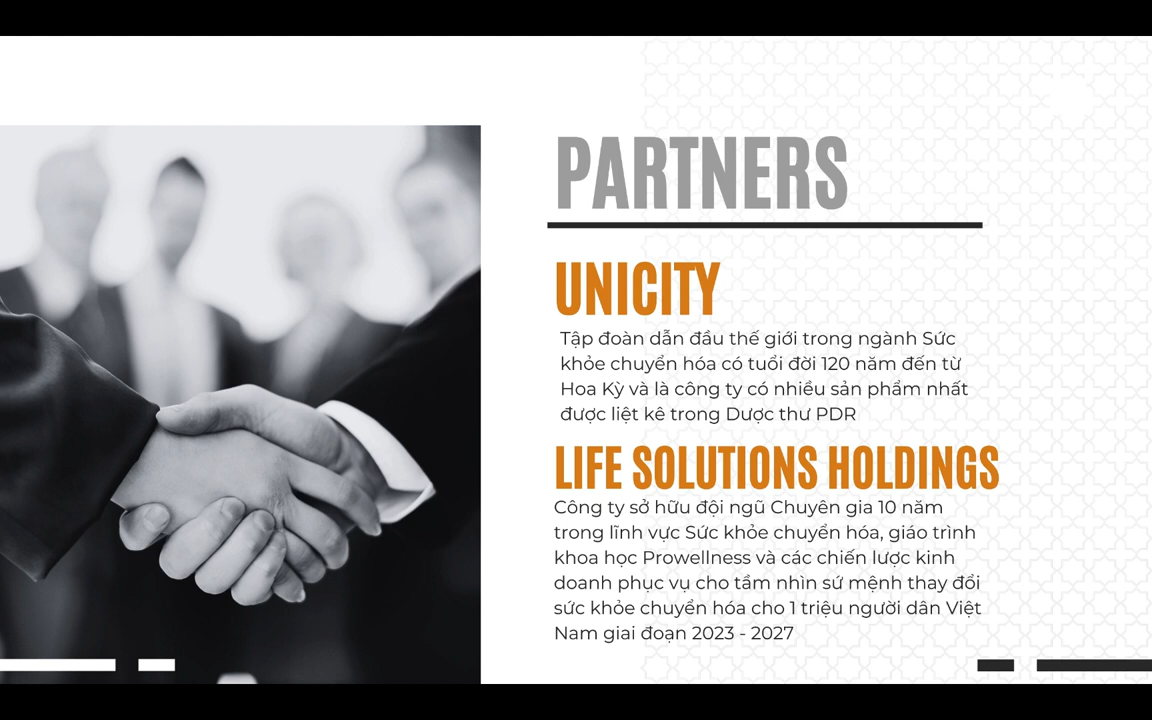 PARTNERS
UNICITY
Tập đoàn dẫn đầu thế giới trong ngành Sức
khỏe chuyển hóa có tuổi đời 120 năm đến từ
Hoa Kỳ và là công ty có nhiều sản phẩm nhất
được liệt kê trong Dược thư PDR
LIFE SOLUTIONS HOLDINGS
Công ty sở hữu đội ngũ Chuyên gia 10 năm
trong lĩnh vực Sức khỏe chuyển hóa, giáo trình
khoa học Prowellness và các chiến lược kinh
doanh phục vụ cho tầm nhìn sứ mệnh thay đổi
sức khỏe chuyển hóa cho 1 triệu người dân Việt
Nam giai đoạn 2023 - 2027